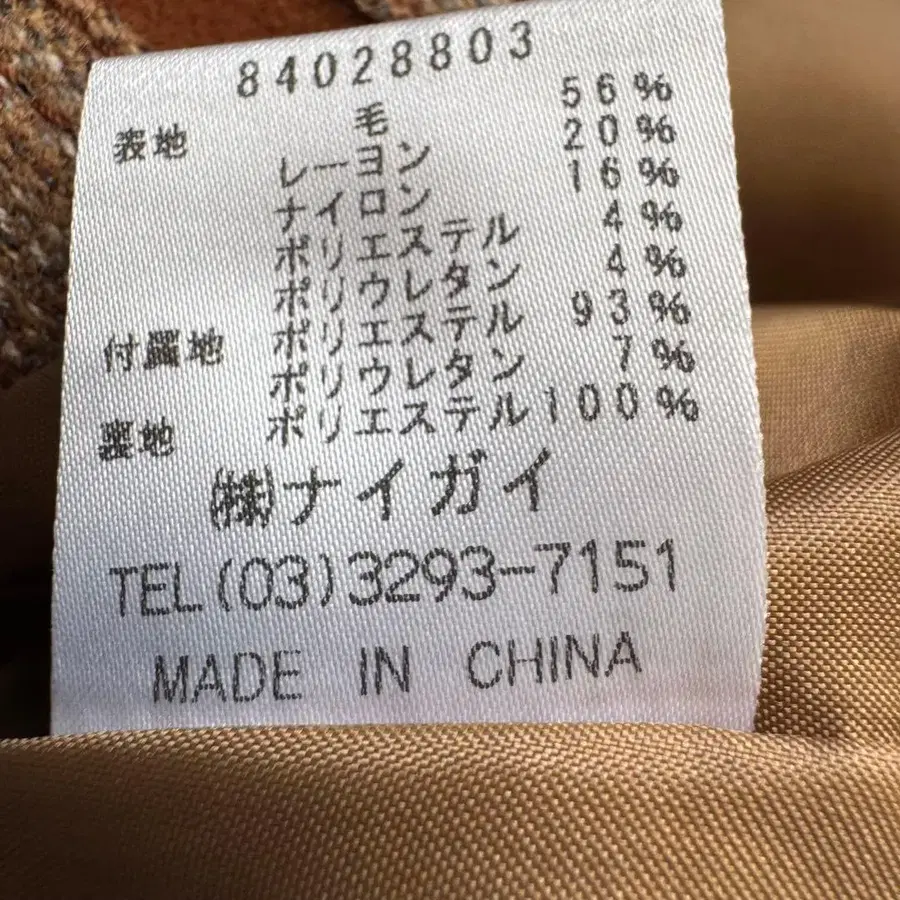 84028803
表地 毛 56%
レーヨン 20%
ナイロン 16%
ポリエステル 4%
ポリウレタン 4%
付属地 ポリエステル 93%
ポリウレタン 7%
裏地 ポリエステル 100%
㈱ナイガイ
TEL(03)3293-7151
MADE IN CHINA